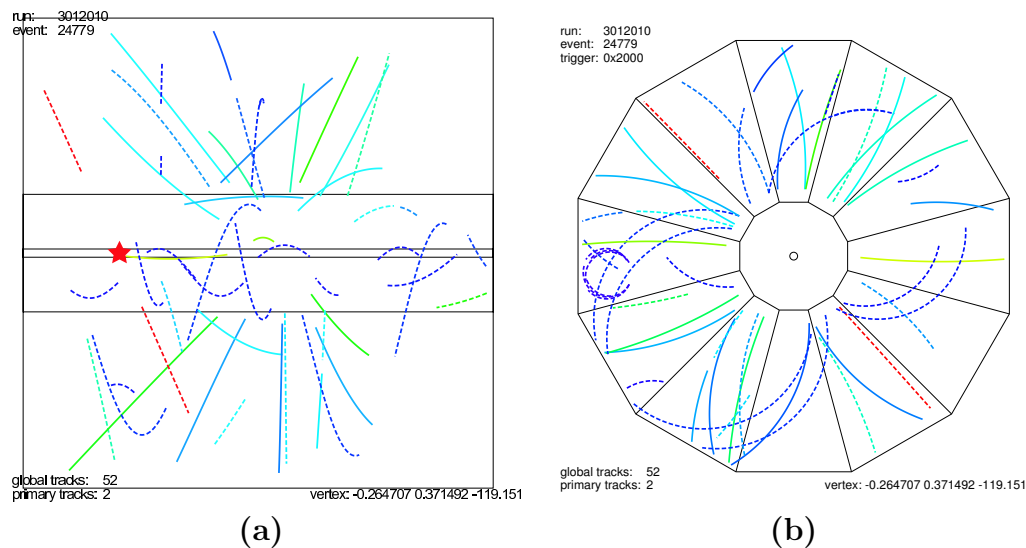 run: 3012010
event: 24779
global tracks: 52
primary tracks: 2
vertex: -0.264707 0.371492 -119.151
(a)
run: 3012010
event: 24779
trigger: 0x2000
global tracks: 52
primary tracks: 2
vertex: -0.264707 0.371492 -119.151
(b)